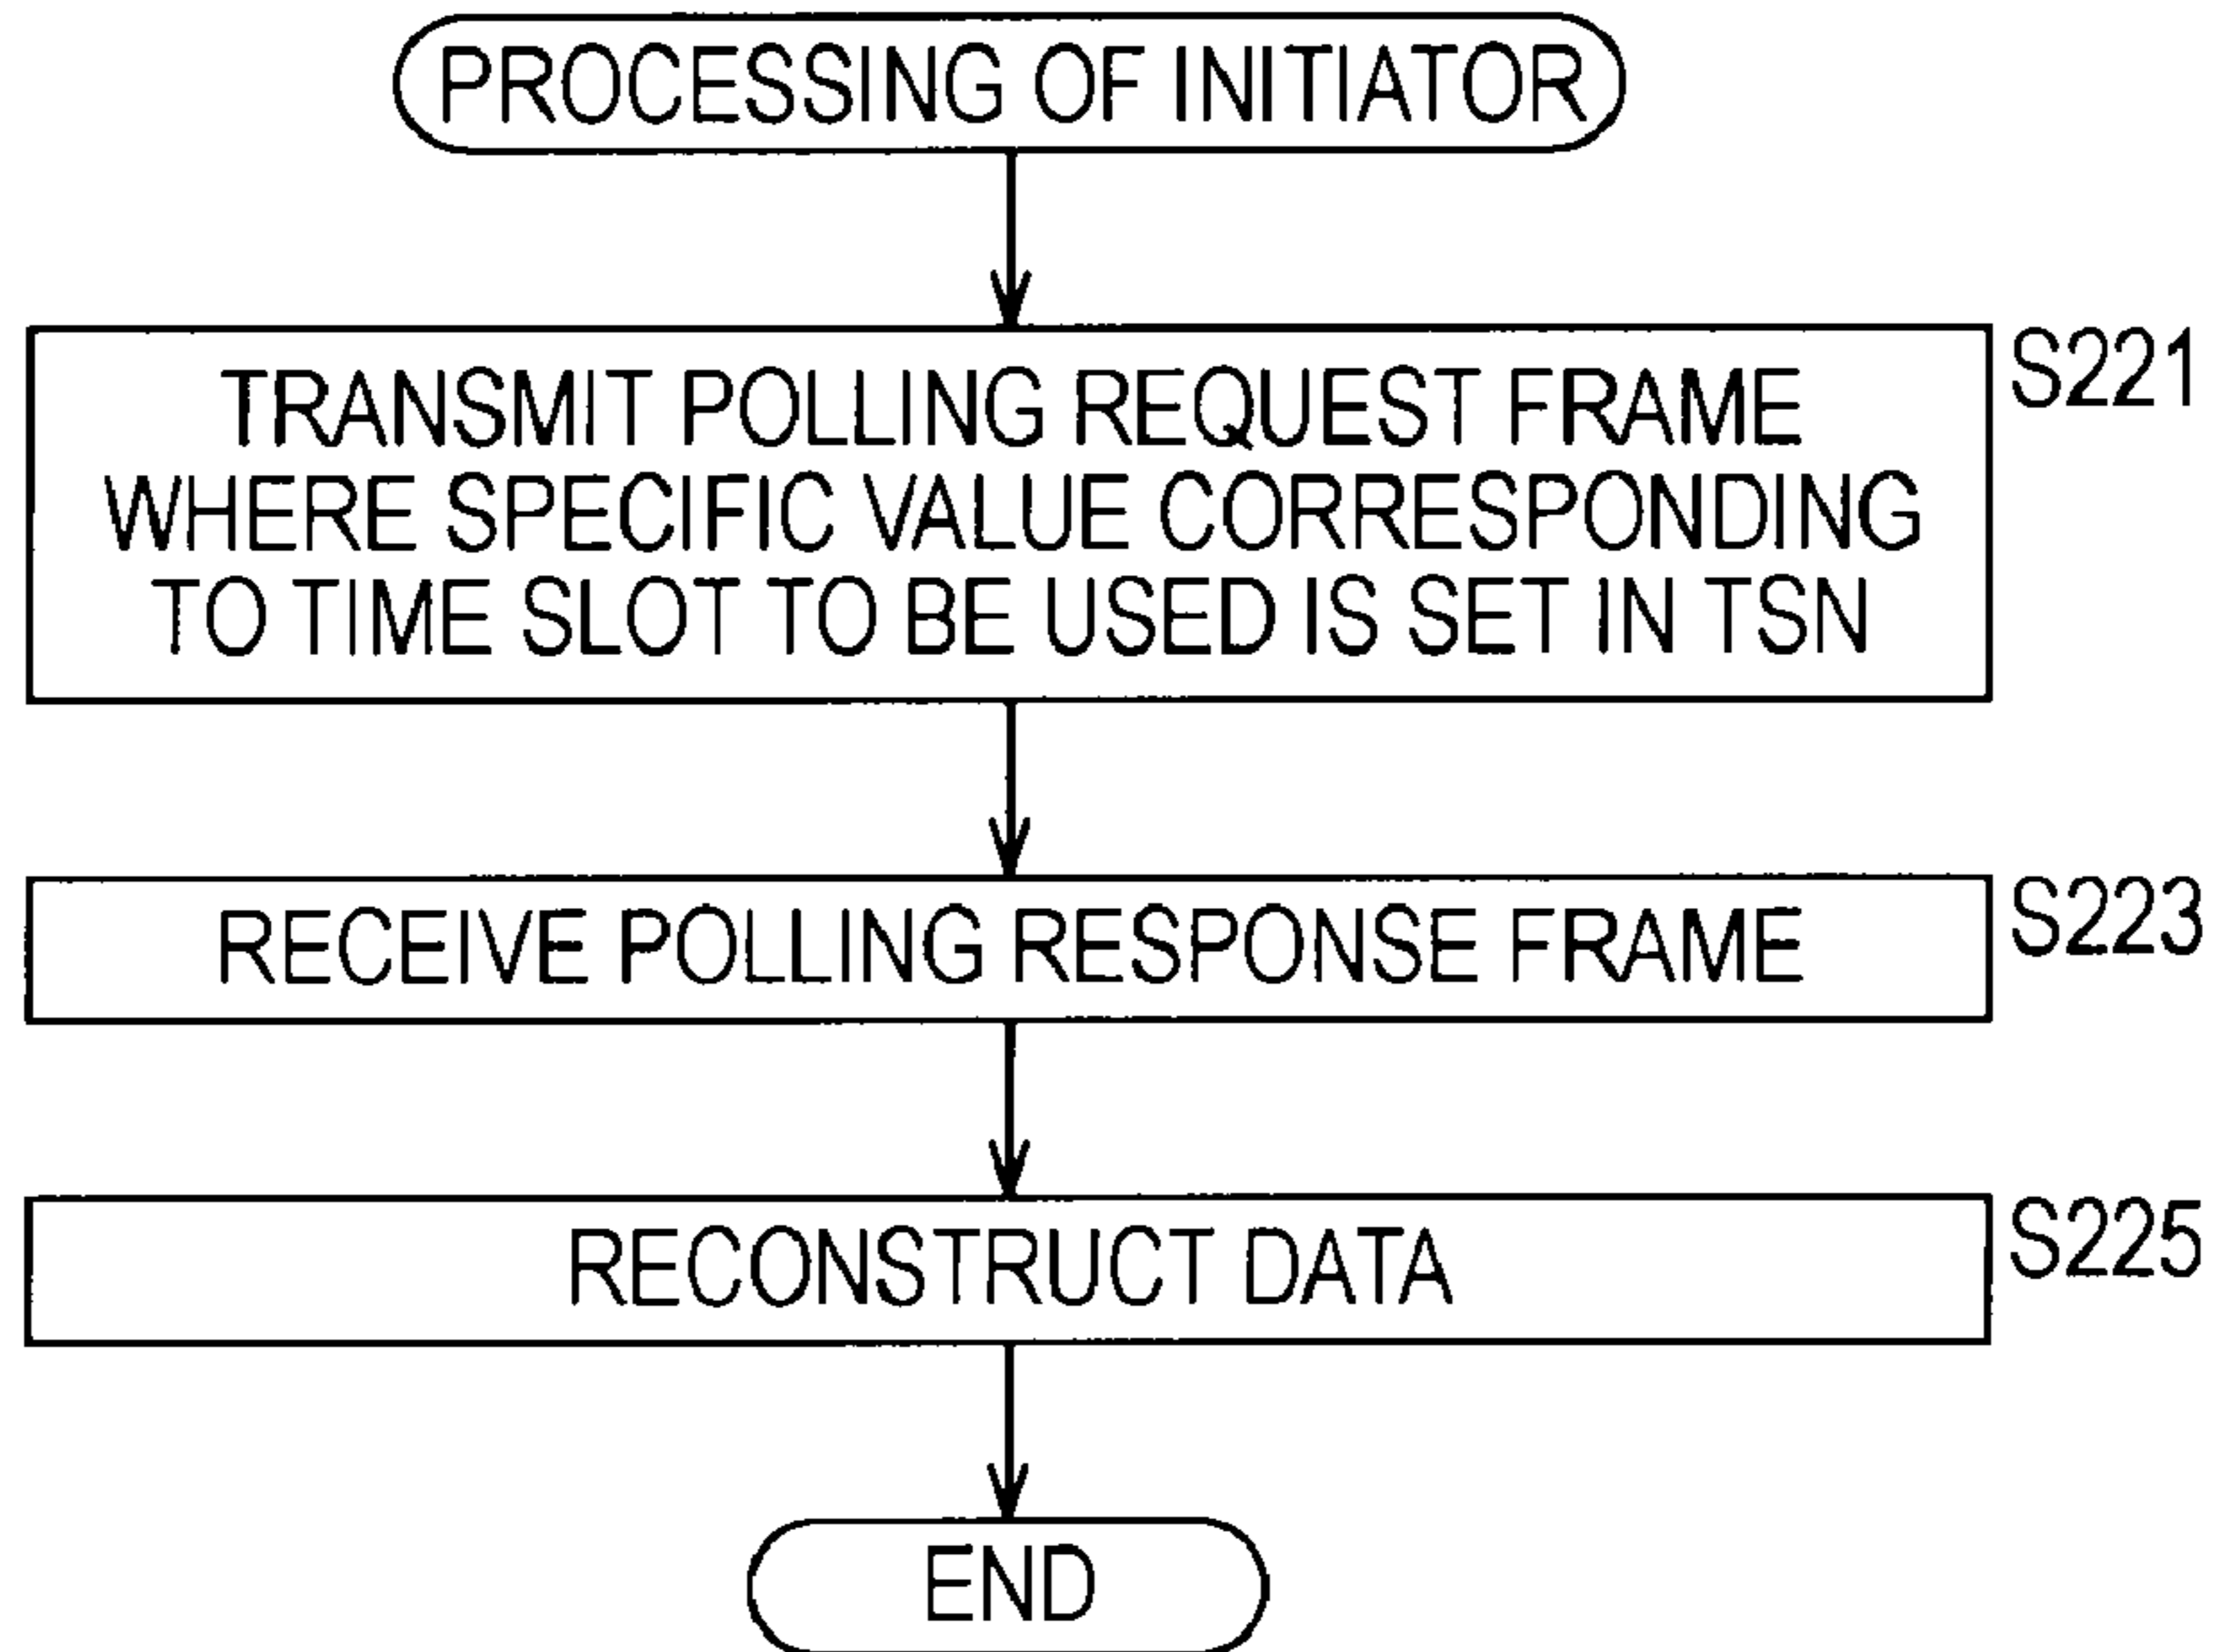 PROCESSING OF INITIATOR
TRANSMIT POLLING REQUEST FRAME
WHERE SPECIFIC VALUE CORRESPONDING
TO TIME SLOT TO BE USED IS SET IN TSN
S221
RECEIVE POLLING RESPONSE FRAME
S223
RECONSTRUCT DATA
S225
END